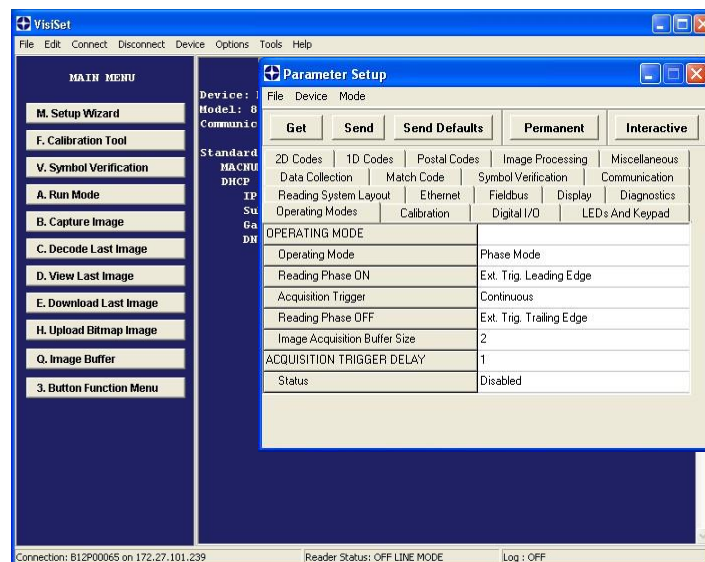 VisiSet
File Edit Connect Disconnect Device Options Tools Help
MAIN MENU
M. Setup Wizard
F. Calibration Tool
V. Symbol Verification
A. Run Mode
B. Capture Image
C. Decode Last Image
D. View Last Image
E. Download Last Image
H. Upload Bitmap Image
Q. Image Buffer
3. Button Function Menu
Device:
Model: 8
Communic
Standard
MACNU
DHCP
IP
Su
Ga
DN
Parameter Setup
File Device Mode
Get Send Send Defaults Permanent Interactive
2D Codes 1D Codes Postal Codes Image Processing Miscellaneous
Data Collection Match Code Symbol Verification Communication
Reading System Layout Ethernet Fieldbus Display Diagnostics
Operating Modes Calibration Digital I/O LEDs And Keypad
OPERATING MODE
Operating Mode Phase Mode
Reading Phase ON Ext. Trig. Leading Edge
Acquisition Trigger Continuous
Reading Phase OFF Ext. Trig. Trailing Edge
Image Acquisition Buffer Size 2
ACQUISITION TRIGGER DELAY 1
Status Disabled
Connection: B12P00065 on 172.27.101.239 Reader Status: OFF LINE MODE Log : OFF